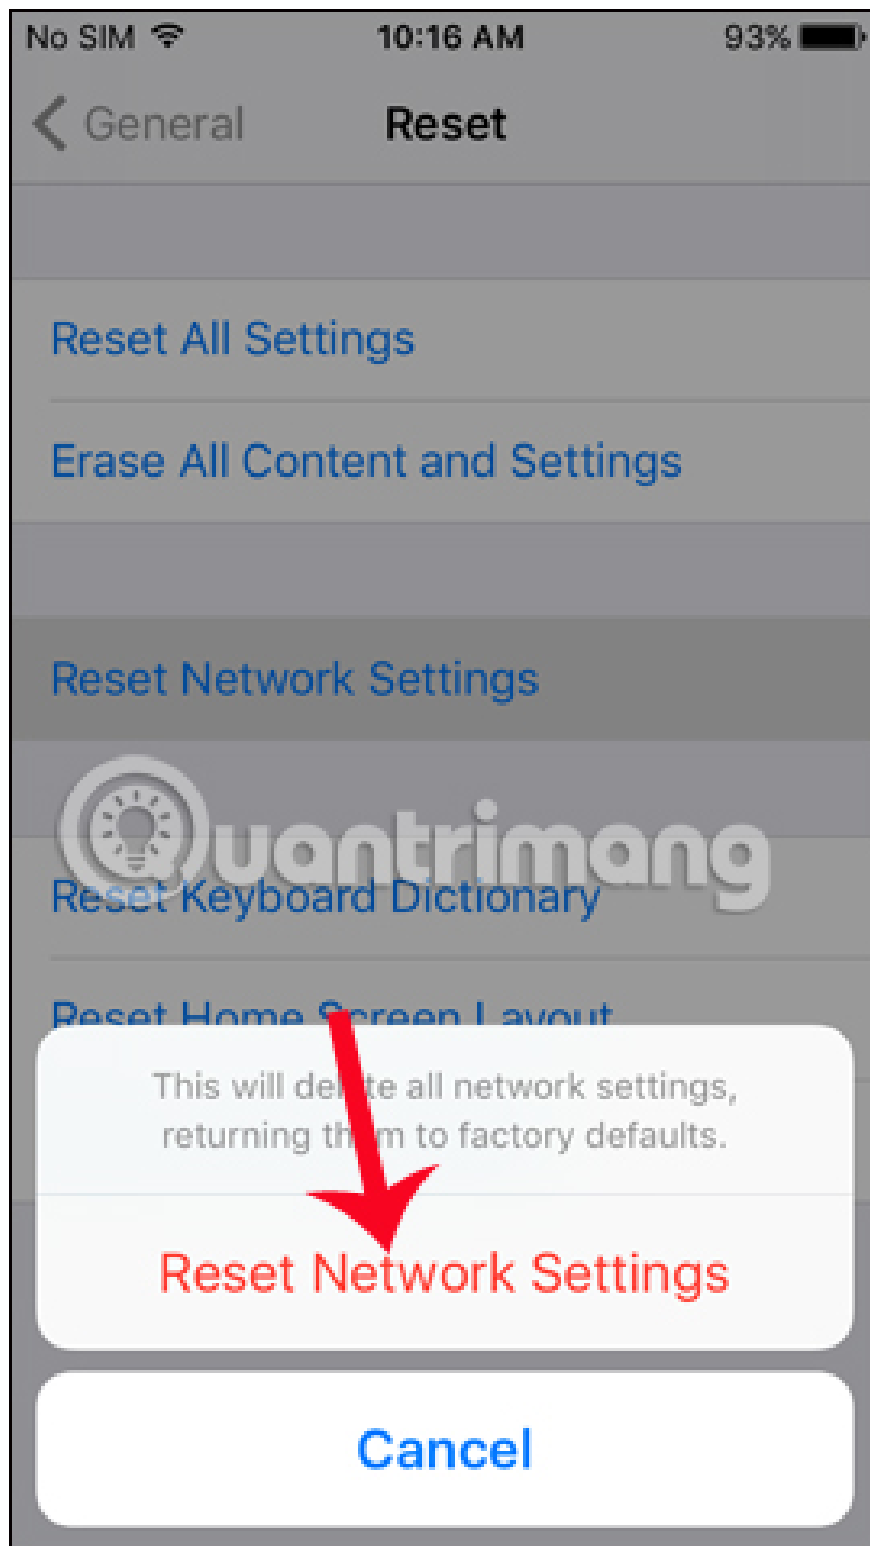 No SIM 10:16 AM 93%
General Reset
Reset All Settings
Erase All Content and Settings
Reset Network Settings
Quantrimang
Reset Keyboard Dictionary
Reset Home Screen Layout
This will delete all network settings,
returning them to factory defaults.
Reset Network Settings
Cancel